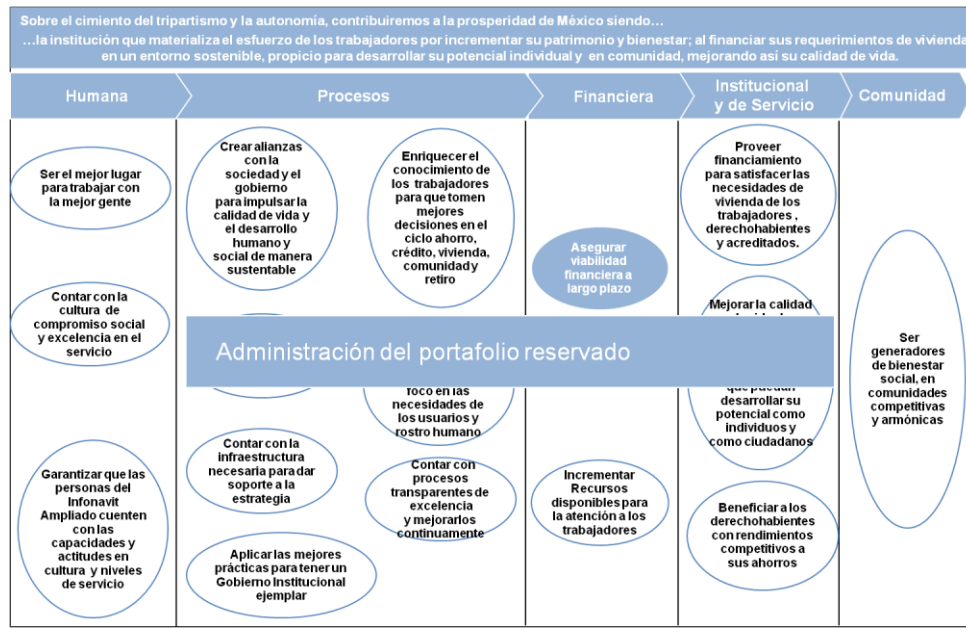 Sobre el cimiento del tripartismo y la autonomía, contribuiremos a la prosperidad de México siendo…
…la institución que materializa el esfuerzo de los trabajadores por incrementar su patrimonio y bienestar; al financiar sus requerimientos de vivienda
en un entorno sostenible, propicio para desarrollar su potencial individual y en comunidad, mejorando así su calidad de vida.
Humana
Procesos
Financiera
Institucional
y de Servicio
Comunidad
Ser el mejor lugar
para trabajar con
la mejor gente
Contar con la
cultura de
compromiso social
y excelencia en el
servicio
Garantizar que las
personas del
Infonavit
Ampliado cuenten
con las
capacidades y
actitudes en
cultura y niveles
de servicio
Crear alianzas
con la
sociedad y el
gobierno
para impulsar la
calidad de vida y
el desarrollo
humano y
social de manera
sustentable
Enriquecer el
conocimiento de
los trabajadores
para que tomen
mejores
decisiones en el
ciclo ahorro,
crédito, vivienda,
comunidad y
retiro
Administración del portafolio reservado
foco en las
necesidades de
los usuarios y
rostro humano
Contar con la
infraestructura
necesaria para dar
soporte a la
estrategia
Contar con
procesos
transparentes de
excelencia
y mejorarlos
continuamente
Aplicar las mejores
prácticas para tener un
Gobierno Institucional
ejemplar
Asegurar
viabilidad
financiera a
largo plazo
Incrementar
Recursos
disponibles para
la atención a los
trabajadores
Proveer
financiamiento
para satisfacer las
necesidades de
vivienda de los
trabajadores ,
derechohabientes
y acreditados.
Mejorar la calidad
que puedan
desarrollar su
potencial como
individuos y
como ciudadanos
Beneficiar a los
derechohabientes
con rendimientos
competitivos a
sus ahorros
Ser
generadores
de bienestar
social, en
comunidades
competitivas
y armónicas